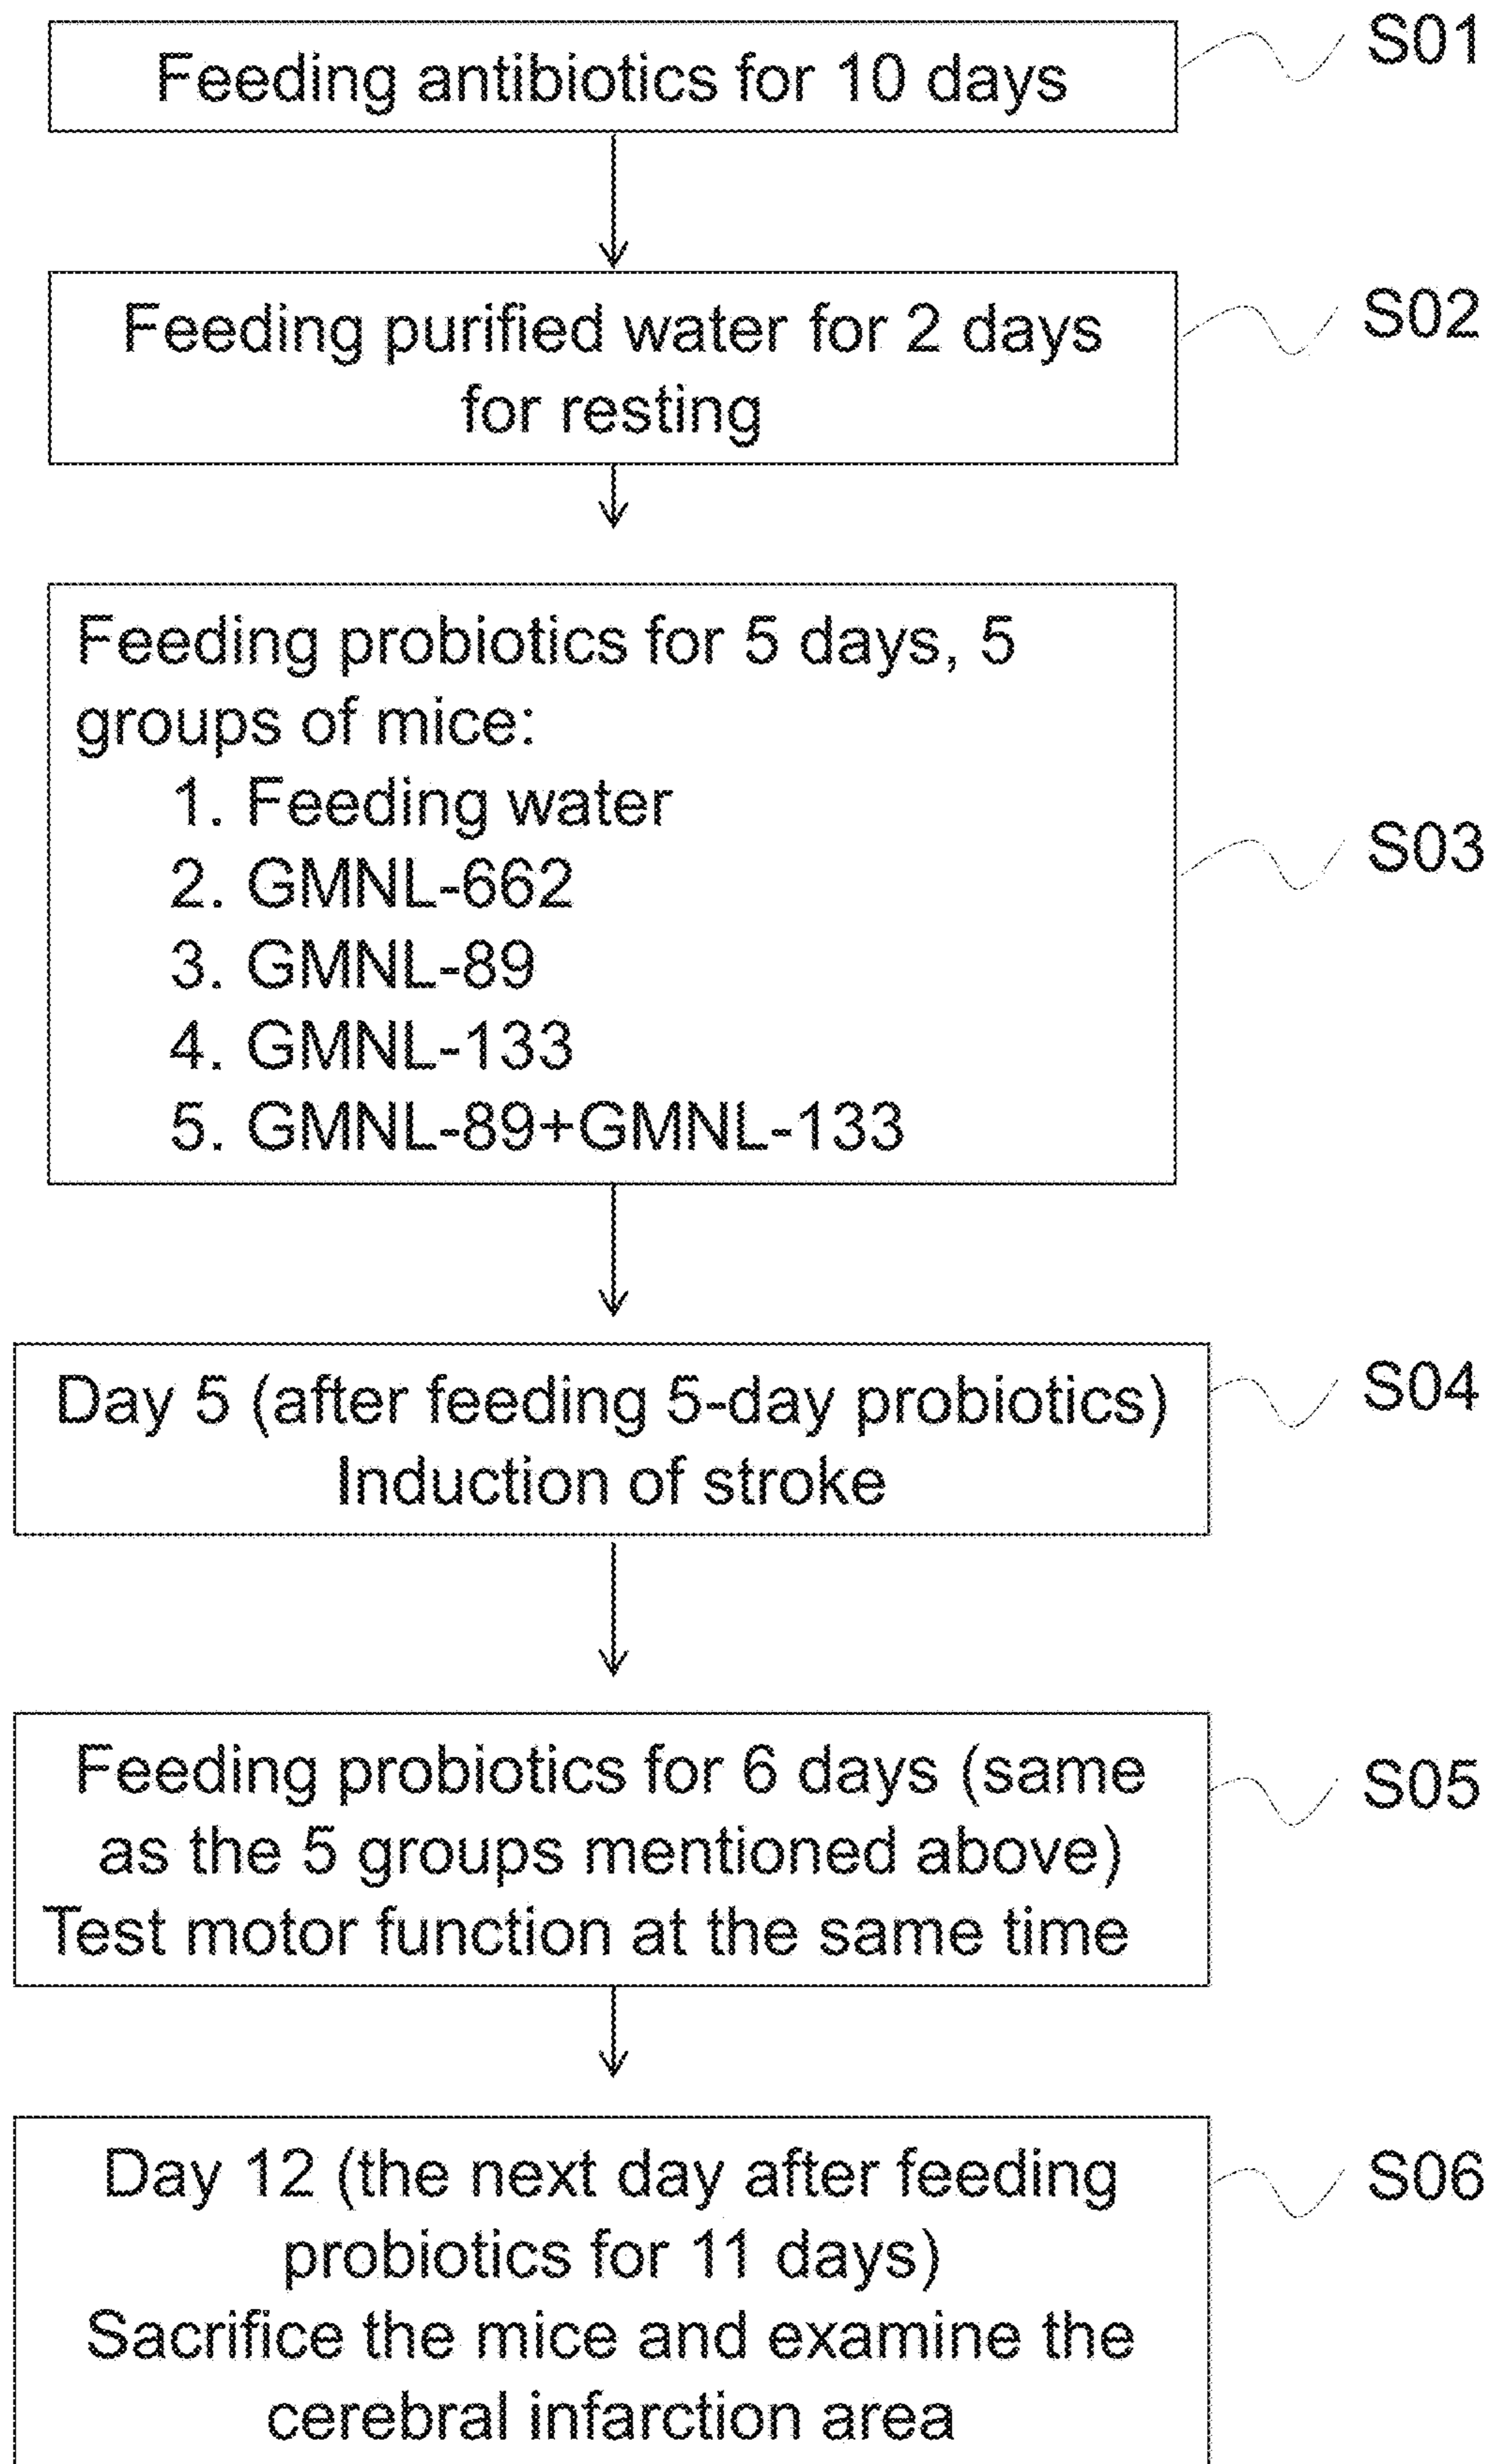 Feeding antibiotics for 10 days
S01
Feeding purified water for 2 days
for resting
S02
Feeding probiotics for 5 days, 5
groups of mice:
1. Feeding water
2. GMNL-662
3. GMNL-89
4. GMNL-133
5. GMNL-89+GMNL-133
S03
Day 5 (after feeding 5-day probiotics)
Induction of stroke
S04
Feeding probiotics for 6 days (same
as the 5 groups mentioned above)
Test motor function at the same time
S05
Day 12 (the next day after feeding
probiotics for 11 days)
Sacrifice the mice and examine the
cerebral infarction area
S06